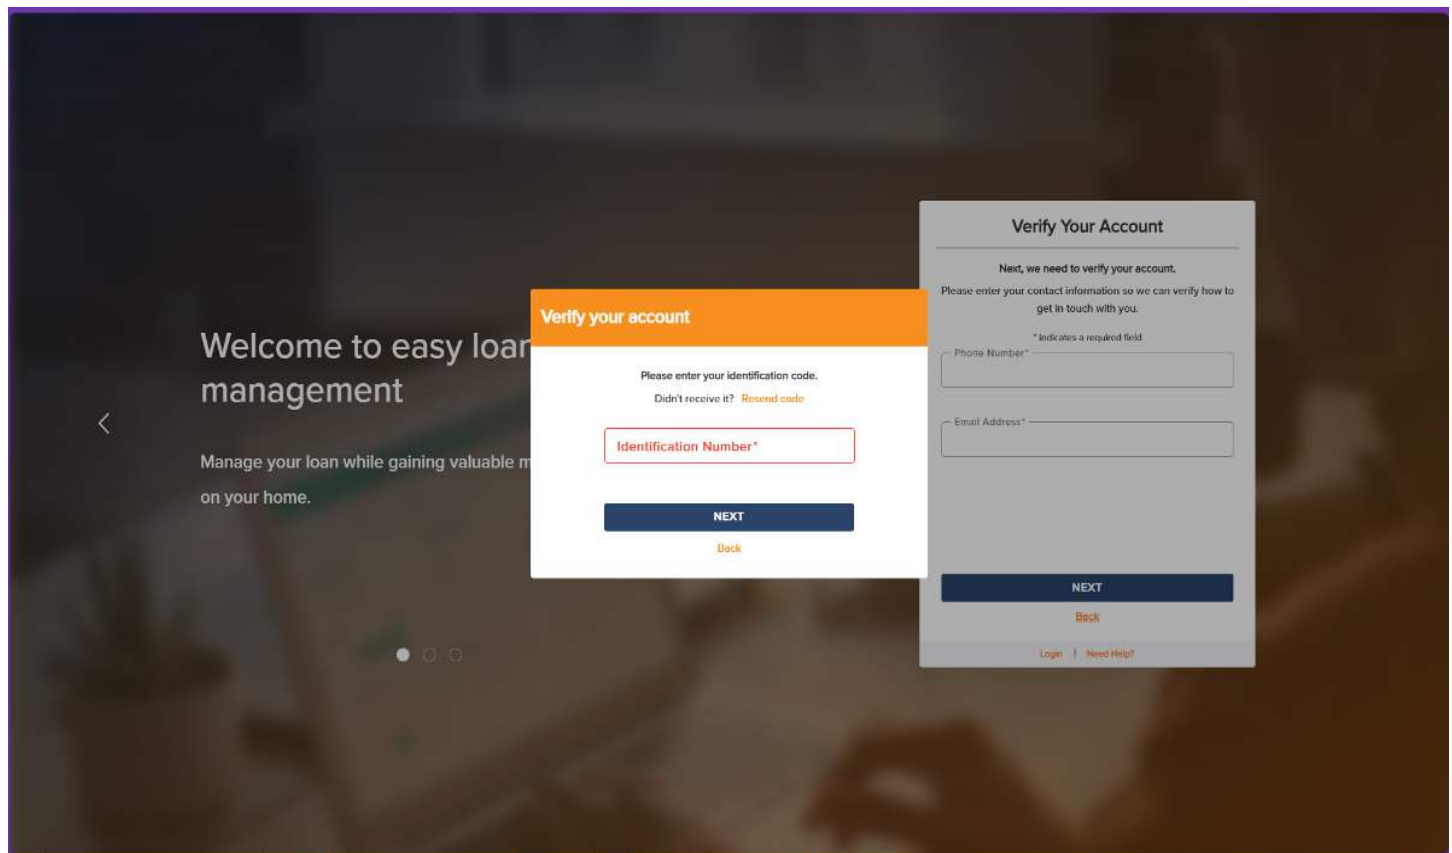 Welcome to easy loan
management
Manage your loan while gaining valuable
on your home.
Verify your account
Please enter your identification code.
Didn't receive it? Resend code
Identification Number*
NEXT
Back
Verify Your Account
Next, we need to verify your account.
Please enter your contact information so we can verify how to
get in touch with you.
* indicates a required field
Phone Number*
Email Address*
NEXT
Back
Login | Need Help?